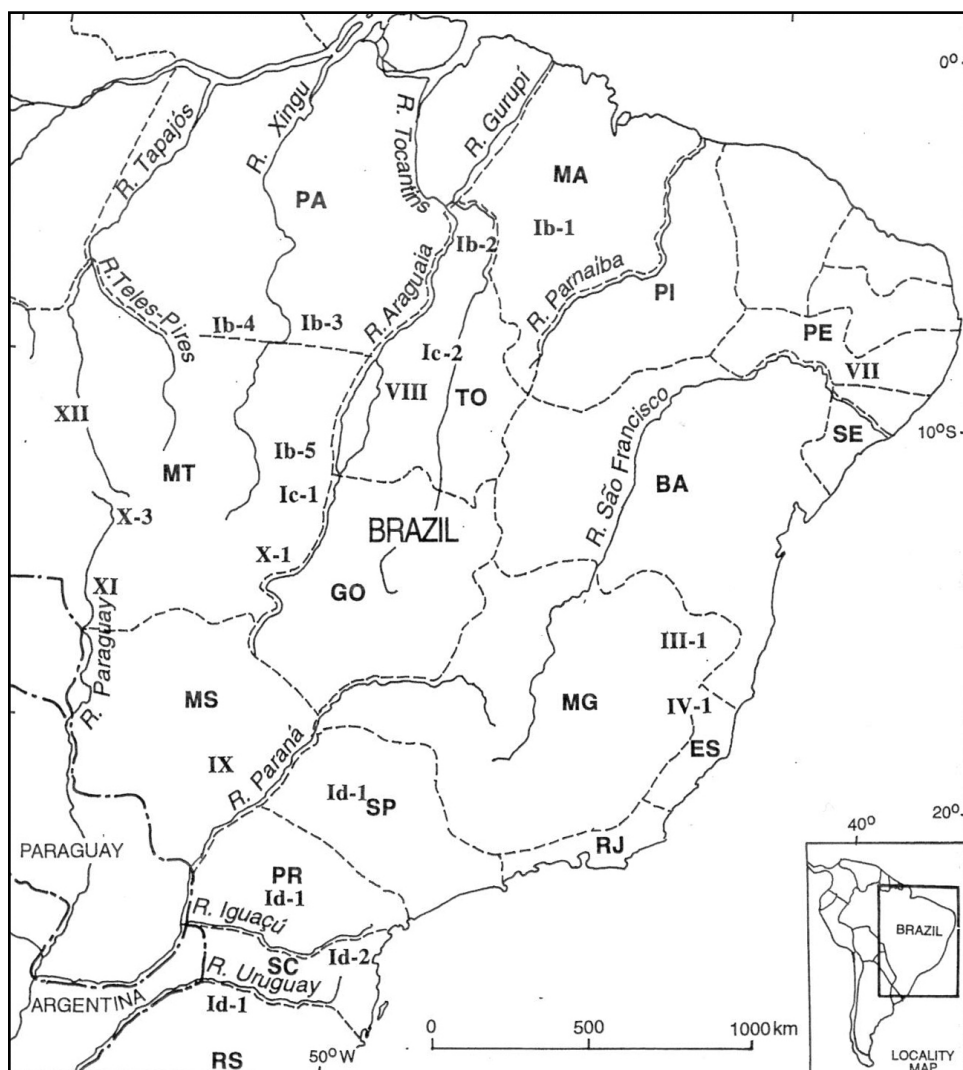 0°
R. Tapajós
R. Xingu
R. Tocantins
R. Gurupí
PA
MA
Ib-2
Ib-1
R. Teles-Pires
R. Araguaia
R. Parnaíba
PI
Ib-4
Ib-3
PE
Ic-2
VII
VIII
TO
XII
10°S
SE
R. São Francisco
Ib-5
MT
BA
Ic-1
X-3
BRAZIL
X-1
GO
XI
R. Paraguay
III-1
MS
MG
IV-1
ES
IX
R. Paraná
Id-1
SP
40°
20°
RJ
PARAGUAY
PR
Id-1
R. Iguaçú
BRAZIL
SC
Id-2
R. Uruguay
ARGENTINA
Id-1
0
500
1000 km
50°W
RS
LOCALITY
MAP